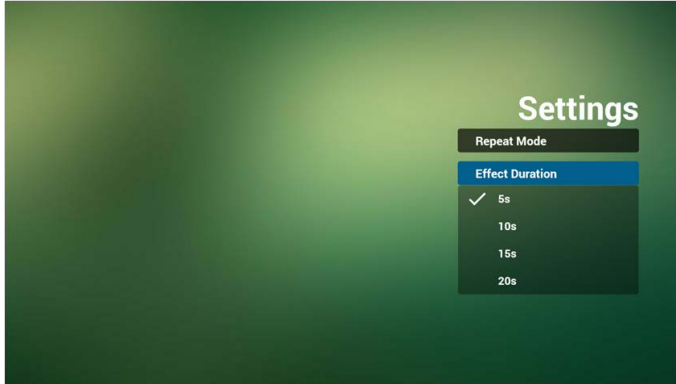 Settings
Repeat Mode
Effect Duration
5s
10s
15s
20s